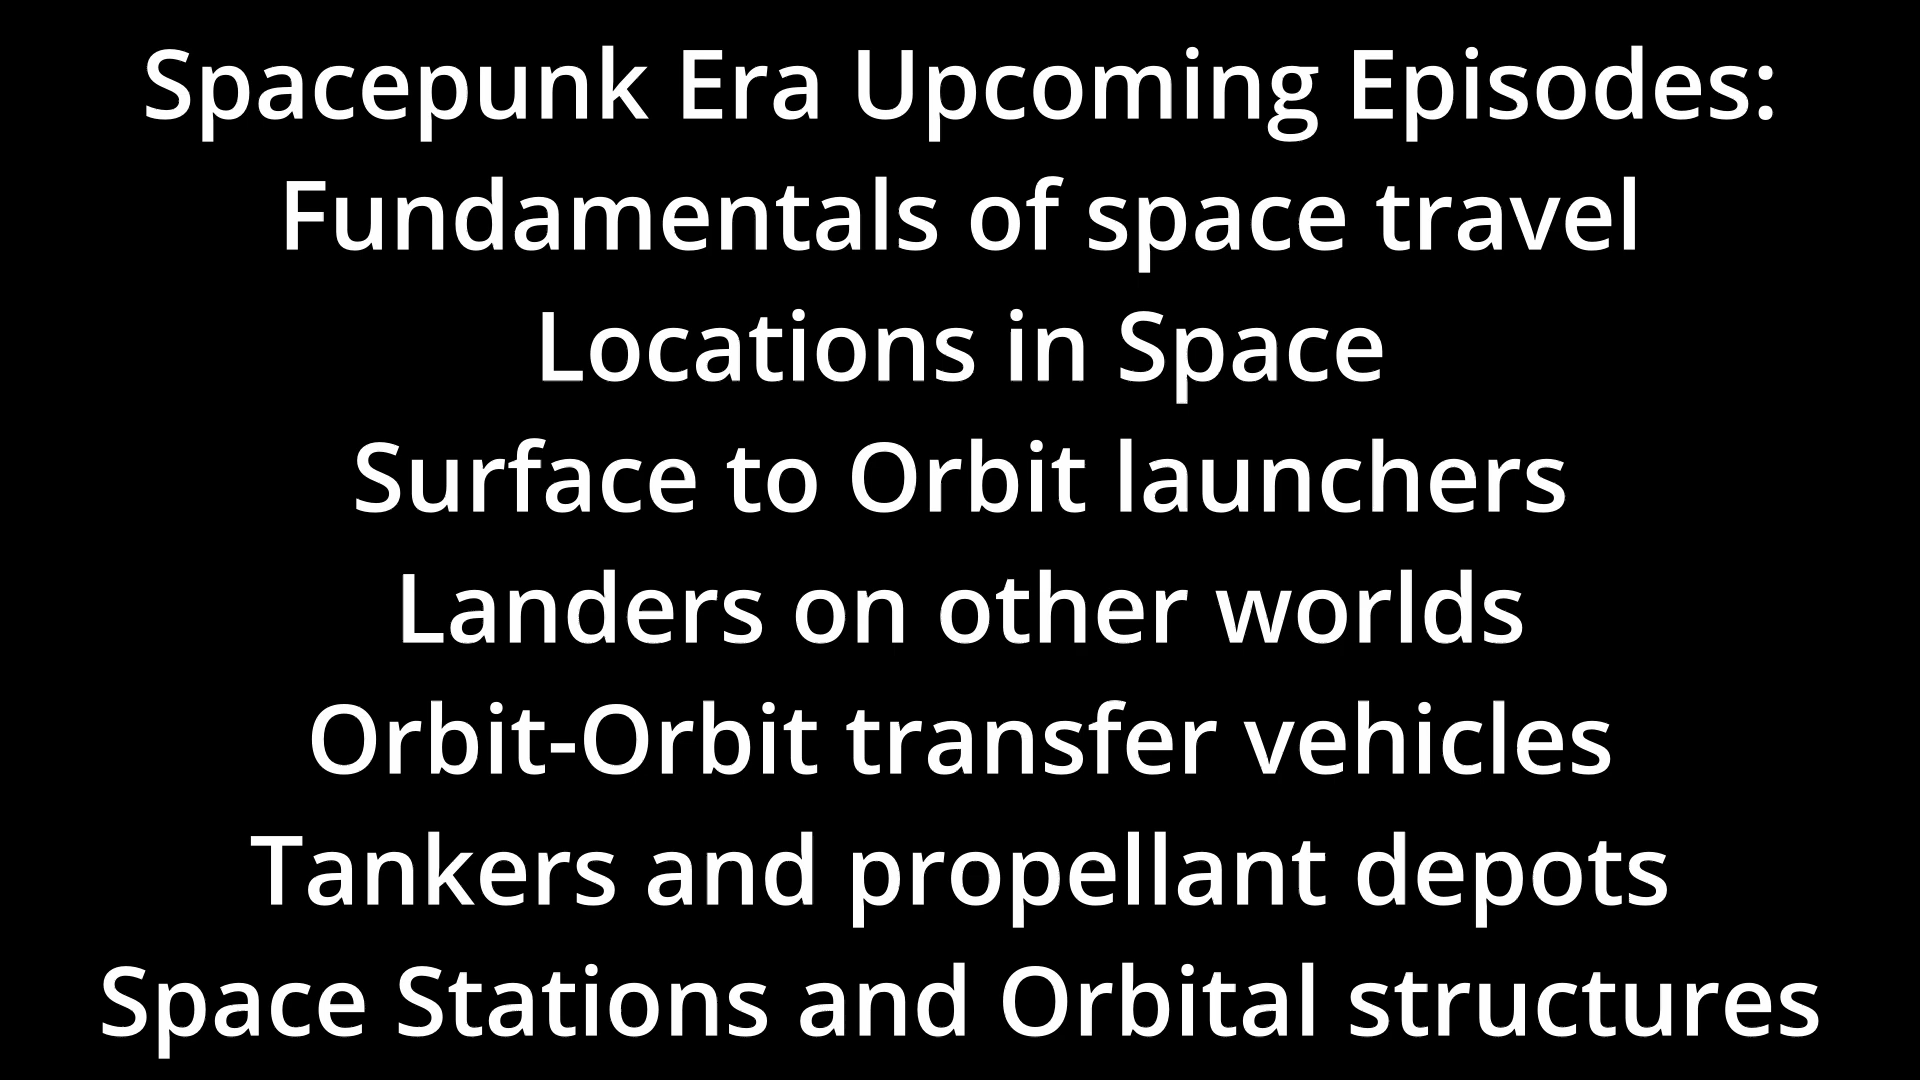 Spacepunk Era Upcoming Episodes:
Fundamentals of space travel
Locations in Space
Surface to Orbit launchers
Landers on other worlds
Orbit-Orbit transfer vehicles
Tankers and propellant depots
Space Stations and Orbital structures